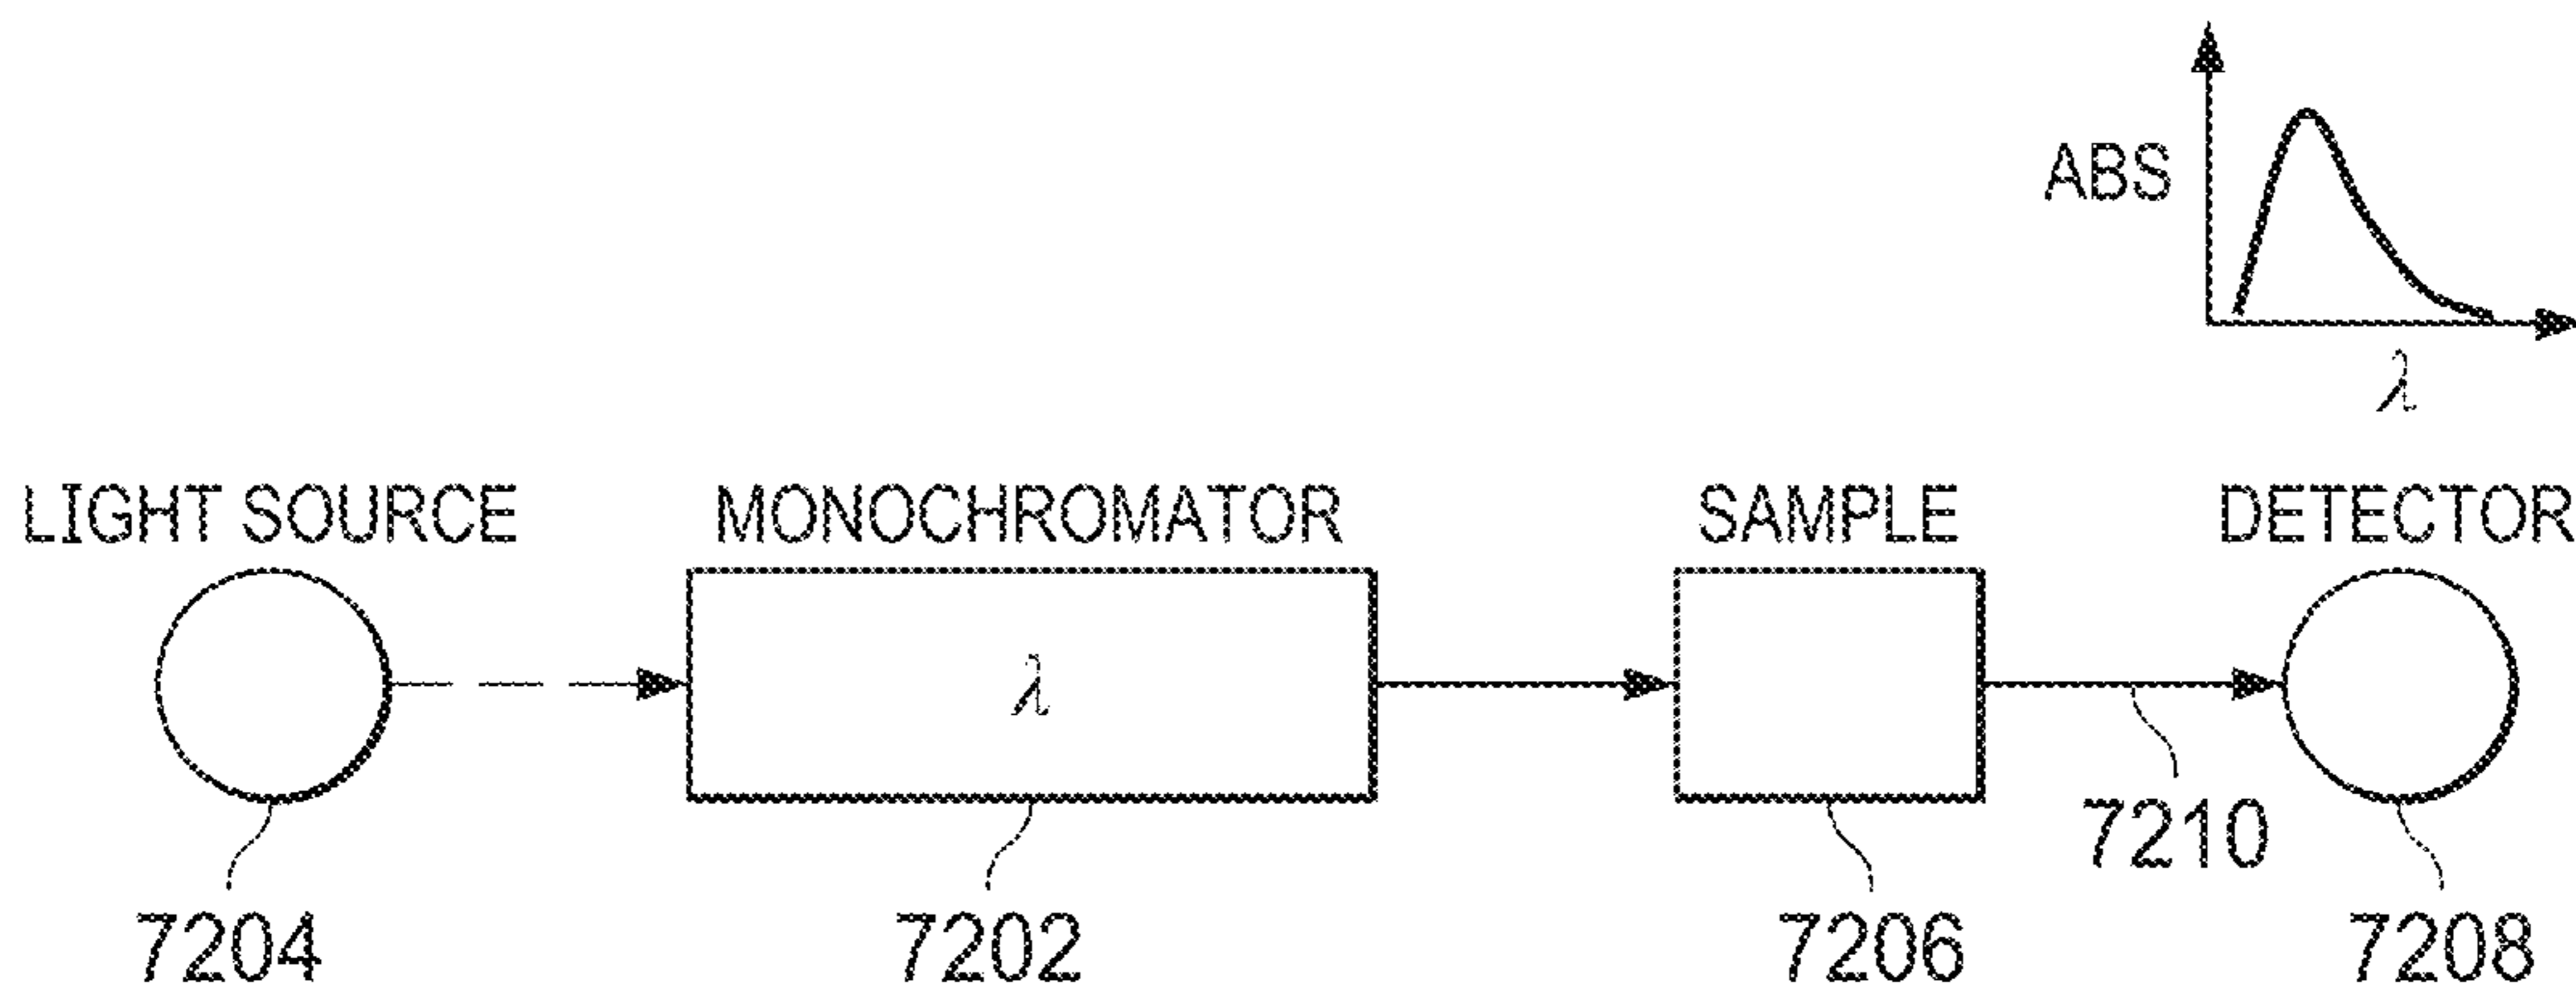 ABS
λ
LIGHT SOURCE
MONOCHROMATOR
SAMPLE
DETECTOR
λ
7210
7204
7202
7206
7208